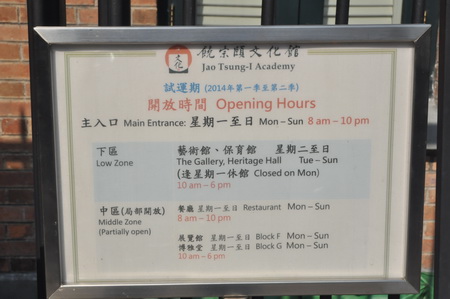 文化
饒宗頤文化館
Jao Tsung-I Academy
試運期 (2014年第一季至第二季)
開放時間 Opening Hours
主入口 Main Entrance: 星期一至日 Mon – Sun 8 am – 10 pm
下區 藝術館、保育館 星期二至日
Low Zone The Gallery, Heritage Hall Tue – Sun
(逢星期一休館 Closed on Mon)
10 am – 6 pm
中區(局部開放) 餐廳 星期一至日 Restaurant Mon – Sun
Middle Zone 8 am – 10 pm
(Partially open)
展覽館 星期一至日 Block F Mon – Sun
博雅堂 星期一至日 Block G Mon – Sun
10 am – 6 pm